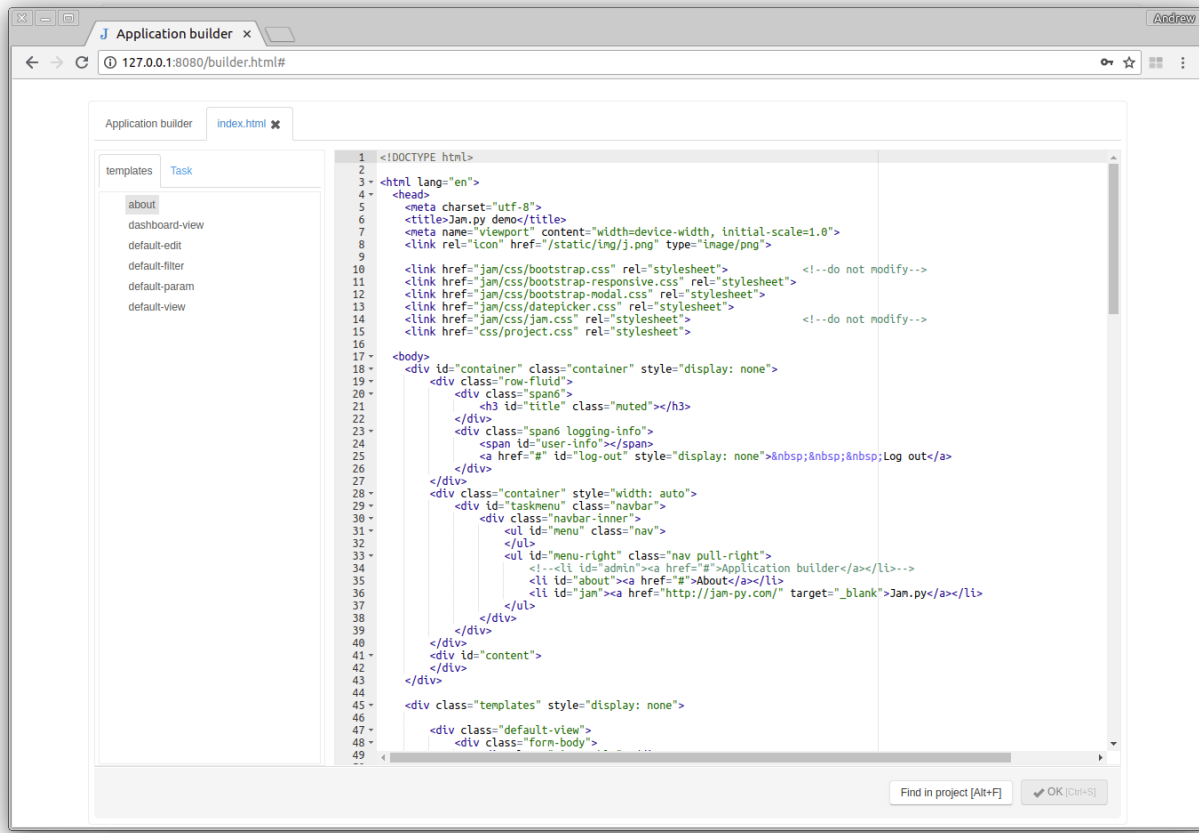 Andrew
J Application builder ×
127.0.0.1:8080/builder.html#
Application builder
index.html
templates
Task
about
dashboard-view
default-edit
default-filter
default-param
default-view
1 <!DOCTYPE html>
2
3 <html lang="en">
4   <head>
5     <meta charset="utf-8">
6     <title>Jam.py demo</title>
7     <meta name="viewport" content="width=device-width, initial-scale=1.0">
8     <link rel="icon" href="/static/img/j.png" type="image/png">
9
10     <link href="jam/css/bootstrap.css" rel="stylesheet">            <!--do not modify-->
11     <link href="jam/css/bootstrap-responsive.css" rel="stylesheet">
12     <link href="jam/css/bootstrap-modal.css" rel="stylesheet">
13     <link href="jam/css/datepicker.css" rel="stylesheet">
14     <link href="jam/css/jam.css" rel="stylesheet">                  <!--do not modify-->
15     <link href="css/project.css" rel="stylesheet">
16
17   <body>
18     <div id="container" class="container" style="display: none">
19         <div class="row-fluid">
20             <div class="span6">
21                 <h3 id="title" class="muted"></h3>
22             </div>
23             <div class="span6 logging-info">
24                 <span id="user-info"></span>
25                 <a href="#" id="log-out" style="display: none">&nbsp;&nbsp;&nbsp;Log out</a>
26             </div>
27         </div>
28         <div class="container" style="width: auto">
29             <div id="taskmenu" class="navbar">
30                 <div class="navbar-inner">
31                     <ul id="menu" class="nav">
32                     </ul>
33                     <ul id="menu-right" class="nav pull-right">
34                         <!--<li id="admin"><a href="#">Application builder</a></li>-->
35                         <li id="about"><a href="#">About</a></li>
36                         <li id="jam"><a href="http://jam-py.com/" target="_blank">Jam.py</a></li>
37                     </ul>
38                 </div>
39             </div>
40         </div>
41         <div id="content">
42         </div>
43     </div>
44
45     <div class="templates" style="display: none">
46
47         <div class="default-view">
48             <div class="form-body">
49
Find in project [Alt+F]
OK [Ctrl+S]